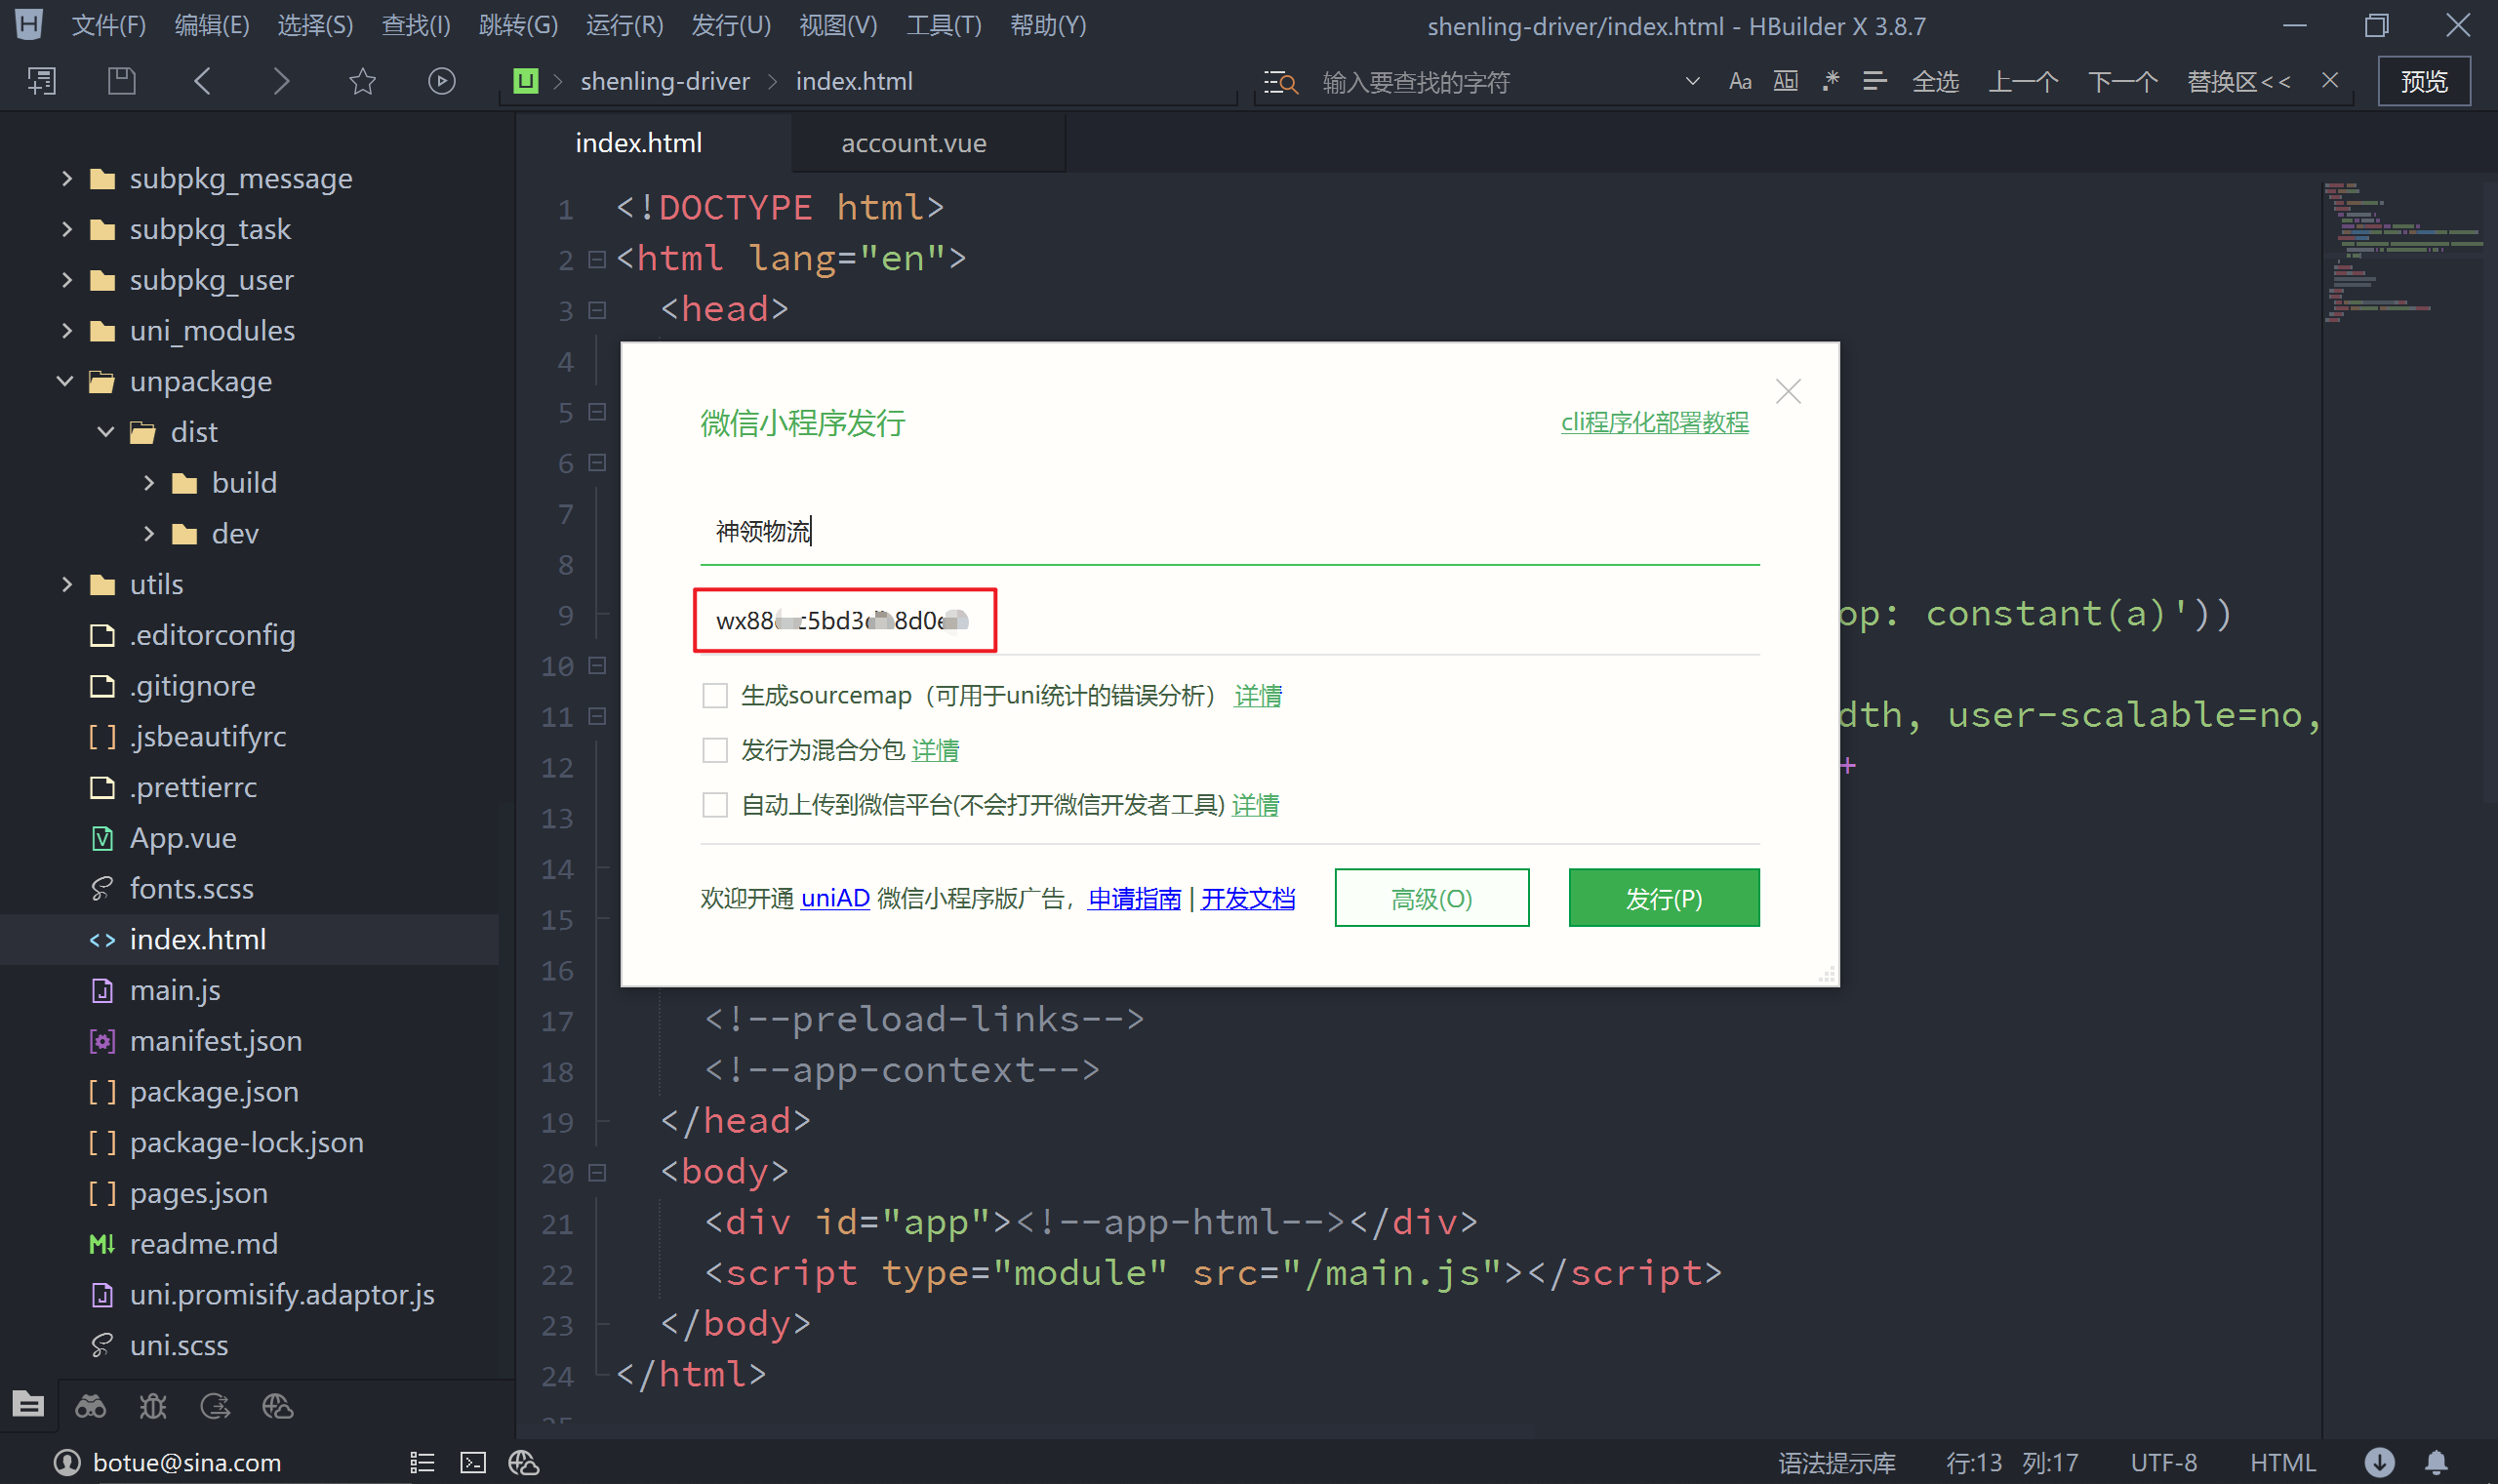 文件(F) 编辑(E) 选择(S) 查找(I) 跳转(G) 运行(R) 发行(U) 视图(V) 工具(T) 帮助(Y) shenling-driver/index.html - HBuilder X 3.8.7
shenling-driver index.html 输入要查找的字符 Aa Ab .* 全选 上一个 下一个 替换区<< 预览
index.html account.vue
subpkg_message
subpkg_task
subpkg_user
uni_modules
unpackage
dist
build
dev
utils
.editorconfig
.gitignore
.jsbeautifyrc
.prettierrc
App.vue
fonts.scss
index.html
main.js
manifest.json
package.json
package-lock.json
pages.json
readme.md
uni.promisify.adaptor.js
uni.scss
1 <!DOCTYPE html>
2 <html lang="en">
3 <head>
4
5
6
7
8
9 op: constant(a)'))
10
11 dth, user-scalable=no,
12 +
13
14
15
16
17 <!--preload-links-->
18 <!--app-context-->
19 </head>
20 <body>
21 <div id="app"><!--app-html--></div>
22 <script type="module" src="/main.js"></script>
23 </body>
24 </html>
微信小程序发行 cli程序化部署教程
神领物流
生成sourcemap（可用于uni统计的错误分析） 详情
发行为混合分包 详情
自动上传到微信平台(不会打开微信开发者工具) 详情
欢迎开通 uniAD 微信小程序版广告，申请指南 | 开发文档 高级(O) 发行(P)
botue@sina.com 语法提示库 行:13 列:17 UTF-8 HTML